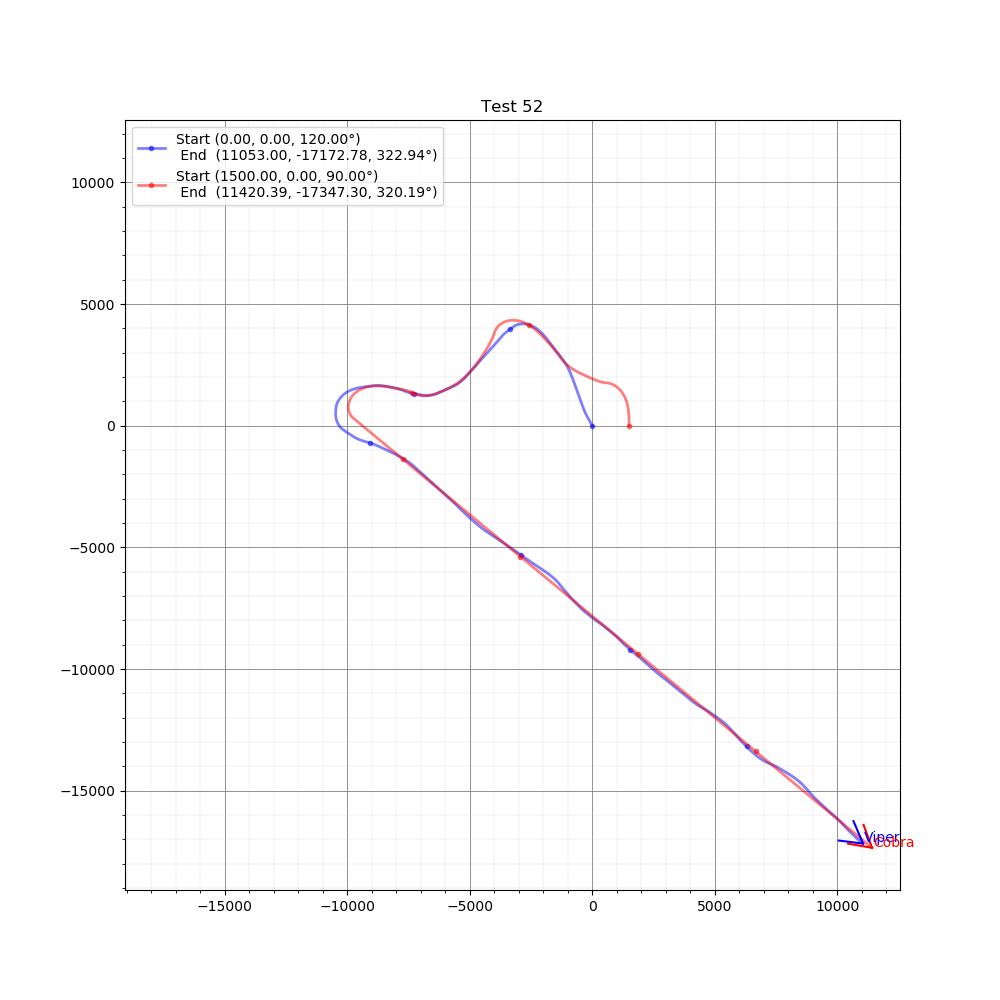 Test 52
Start (0.00, 0.00, 120.00°)
End  (11053.00, -17172.78, 322.94°)
Start (1500.00, 0.00, 90.00°)
End  (11420.39, -17347.30, 320.19°)
10000
5000
0
−5000
−10000
−15000
Viper
Cobra
−15000 −10000 −5000 0 5000 10000